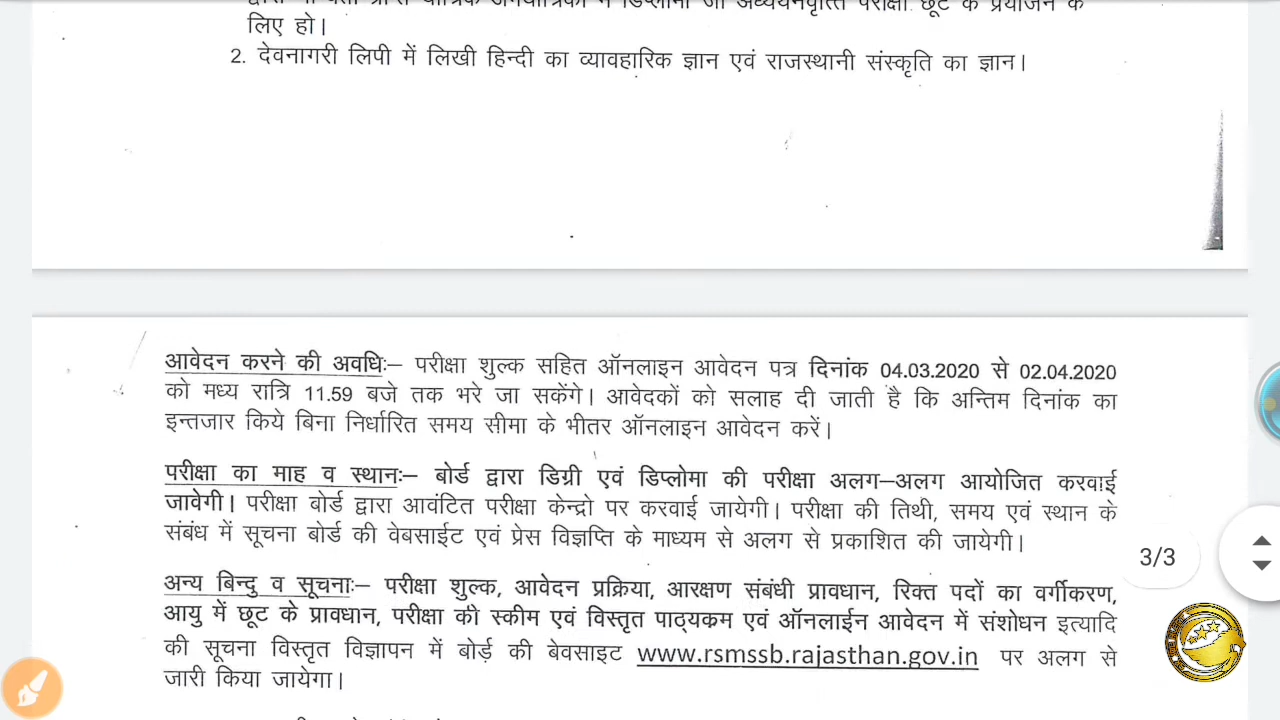 लिए हो।
2. देवनागरी लिपी में लिखी हिन्दी का व्यावहारिक ज्ञान एवं राजस्थानी संस्कृति का ज्ञान।
आवेदन करने की अवधिः– परीक्षा शुल्क सहित ऑनलाइन आवेदन पत्र दिनांक 04.03.2020 से 02.04.2020
को मध्य रात्रि 11.59 बजे तक भरे जा सकेंगे। आवेदकों को सलाह दी जाती है कि अन्तिम दिनांक का
इन्तजार किये बिना निर्धारित समय सीमा के भीतर ऑनलाइन आवेदन करें।
परीक्षा का माह व स्थानः– बोर्ड द्वारा डिग्री एवं डिप्लोमा की परीक्षा अलग–अलग आयोजित करवाई
जावेगी। परीक्षा बोर्ड द्वारा आवंटित परीक्षा केन्द्रो पर करवाई जायेगी। परीक्षा की तिथी, समय एवं स्थान के
संबंध में सूचना बोर्ड की वेबसाईट एवं प्रेस विज्ञप्ति के माध्यम से अलग से प्रकाशित की जायेगी।
3/3
अन्य बिन्दु व सूचनाः– परीक्षा शुल्क, आवेदन प्रक्रिया, आरक्षण संबंधी प्रावधान, रिक्त पदों का वर्गीकरण,
आयु में छूट के प्रावधान, परीक्षा की स्कीम एवं विस्तृत पाठ्यक्रम एवं ऑनलाईन आवेदन में संशोधन इत्यादि
की सूचना विस्तृत विज्ञापन में बोर्ड की बेवसाइट www.rsmssb.rajasthan.gov.in पर अलग से
जारी किया जायेगा।